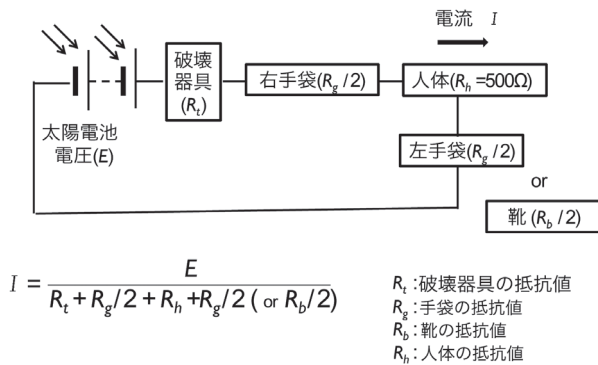 電流 I
破壊
器具
(Rt)
右手袋(Rg/2)
人体(Rh=500Ω)
太陽電池
電圧(E)
左手袋(Rg/2)
or
靴(Rb/2)
I = E / (Rt+Rg/2+Rh+Rg/2( or Rb/2))
Rt:破壊器具の抵抗値
Rg:手袋の抵抗値
Rb:靴の抵抗値
Rh:人体の抵抗値